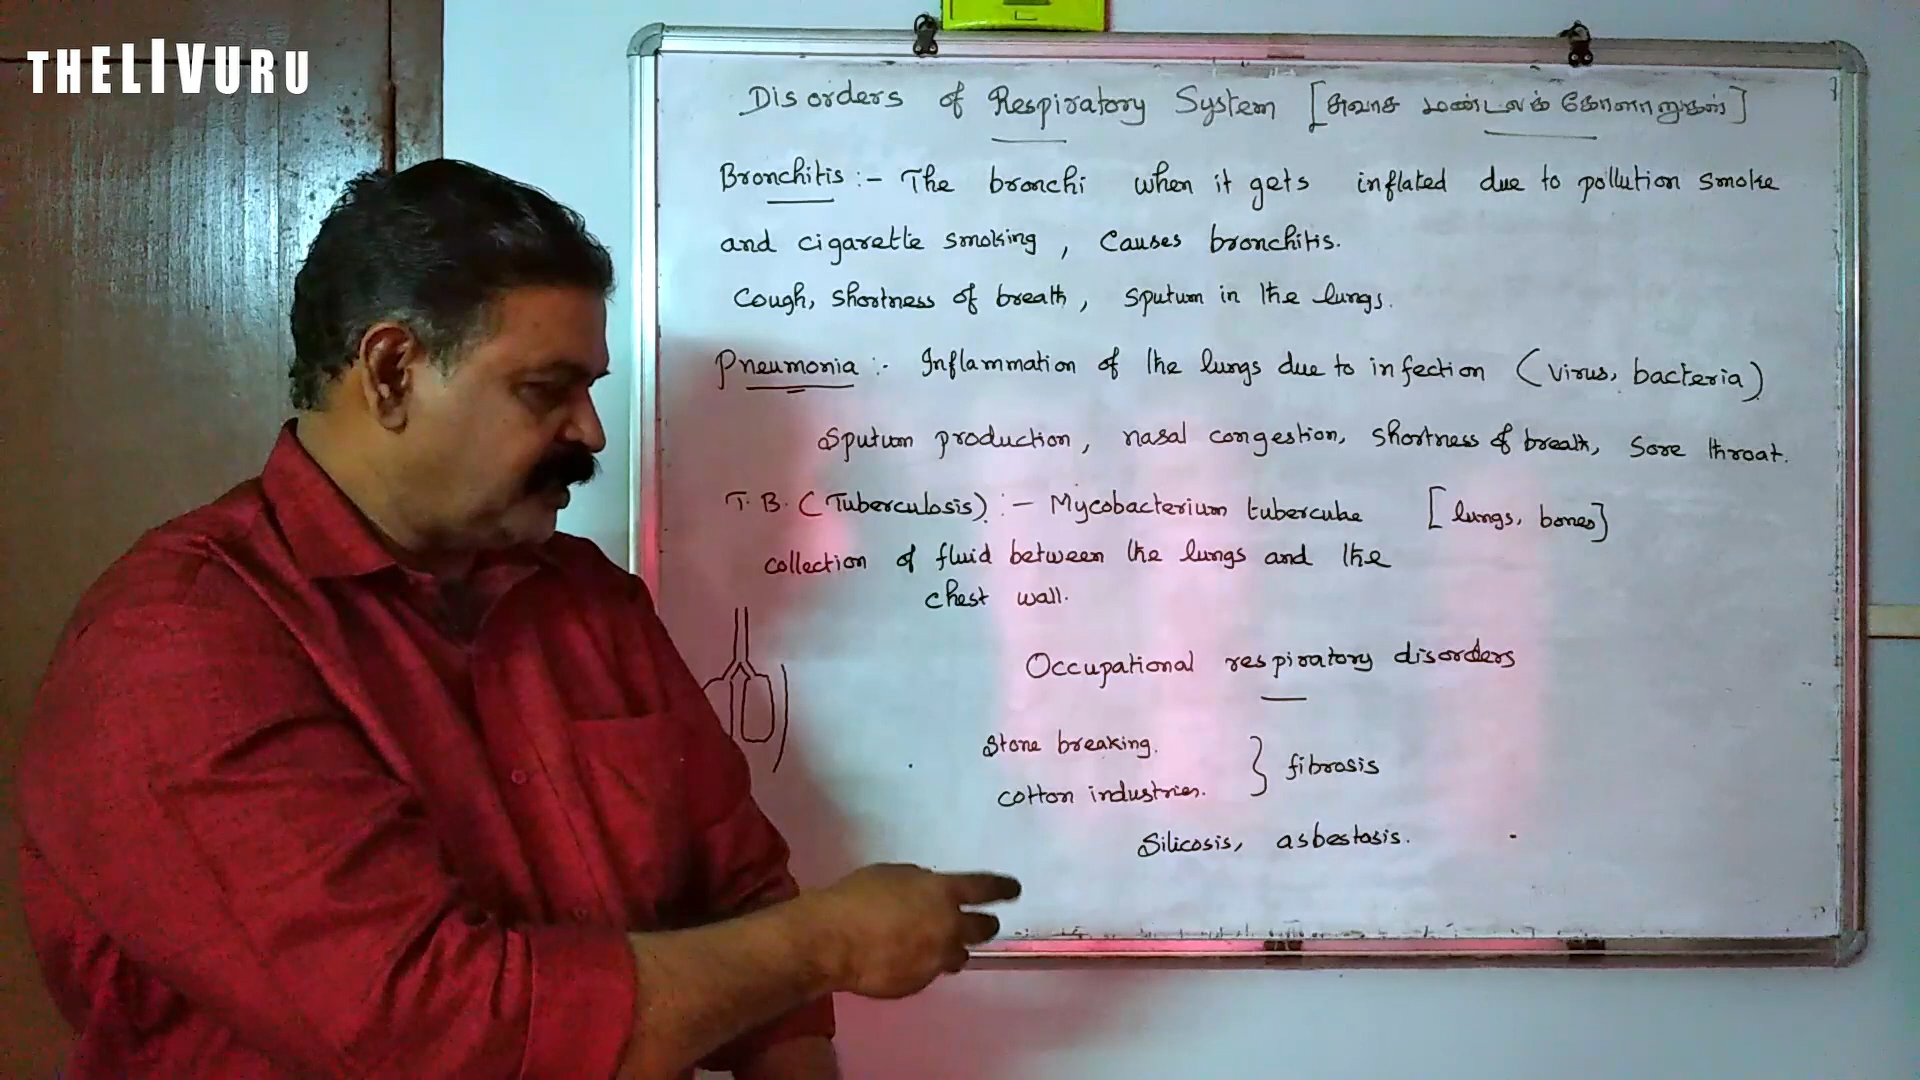 THELIVURU
Disorders of Respiratory System [சுவாச மண்டலக் கோளாறுகள்]
Bronchitis :- The bronchi when it gets inflated due to pollution smoke
and cigarette smoking , Causes bronchitis.
Cough, shortness of breath, sputum in the lungs.
Pneumonia :- Inflammation of the lungs due to infection (virus, bacteria)
Sputum production, nasal congestion, shortness of breath, Sore throat.
T.B. (Tuberculosis) :- Mycobacterium tubercube [lungs, bones]
collection of fluid between the lungs and the
chest wall.
Occupational respiratory disorders
Stone breaking.
cotton industries. } fibrosis
Silicosis, asbestosis.